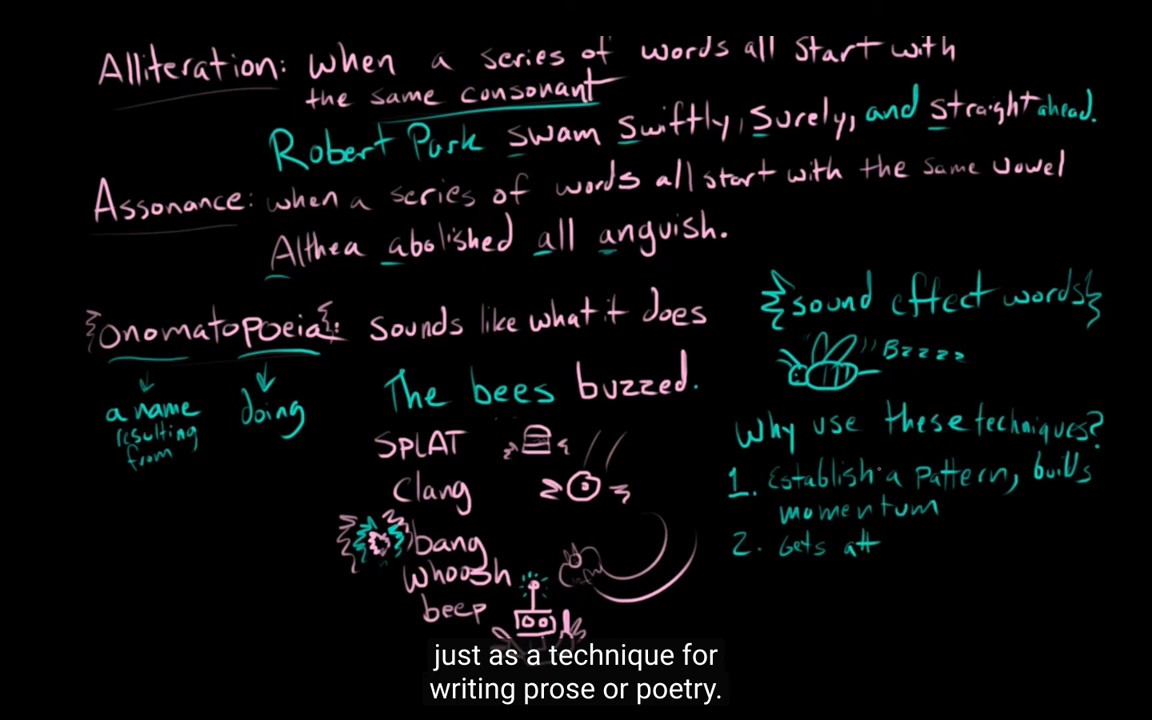 Alliteration: when a series of words all start with
the same consonant
Robert Park swam swiftly, surely, and straight ahead.
Assonance: when a series of words all start with the same vowel
Althea abolished all anguish.
onomatopoeia: sounds like what it does
a name
resulting
from
doing
The bees buzzed.
SPLAT
Clang
bang
whoosh
beep
sound effect words
Bzzzz
Why use these techniques?
1. Establish a pattern, builds
momentum
2. Gets att
just as a technique for
writing prose or poetry.